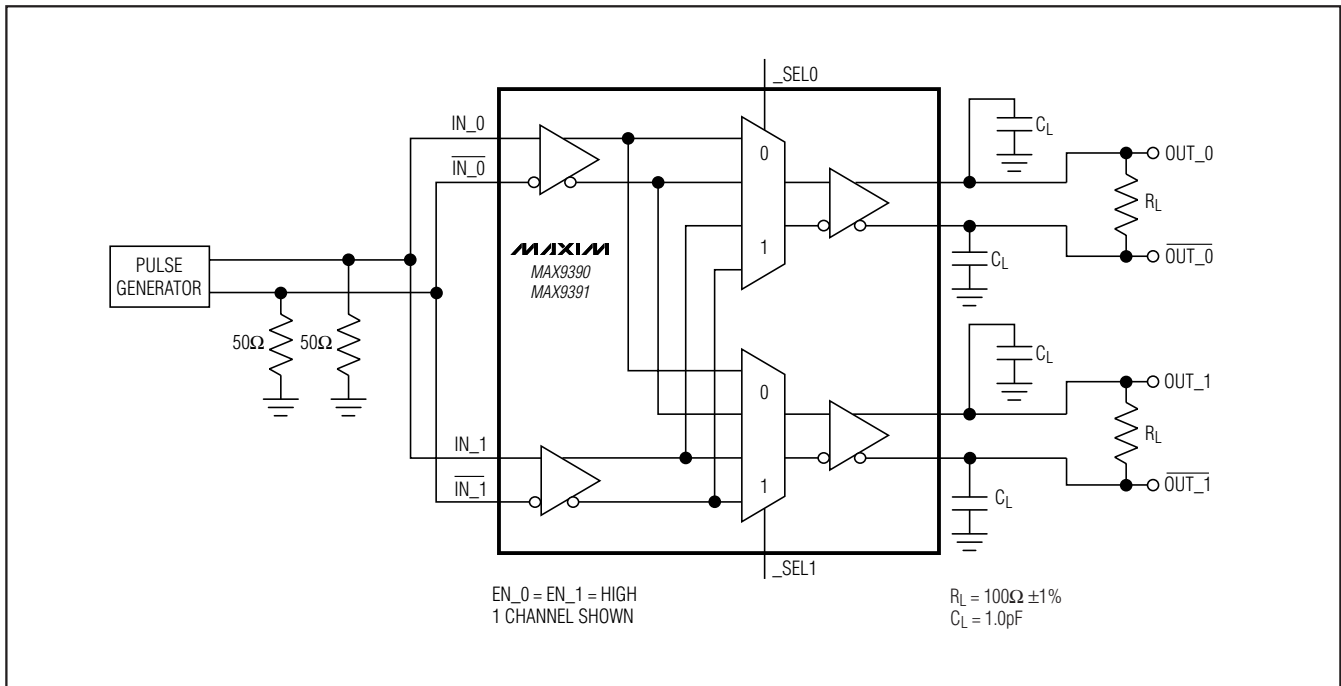 _SEL0
IN_0
IN_0
0
1
MAXIM
MAX9390
MAX9391
PULSE
GENERATOR
50Ω
50Ω
IN_1
IN_1
0
1
_SEL1
C_L
OUT_0
R_L
OUT_0
C_L
C_L
OUT_1
R_L
OUT_1
C_L
EN_0 = EN_1 = HIGH
1 CHANNEL SHOWN
R_L = 100Ω ±1%
C_L = 1.0pF